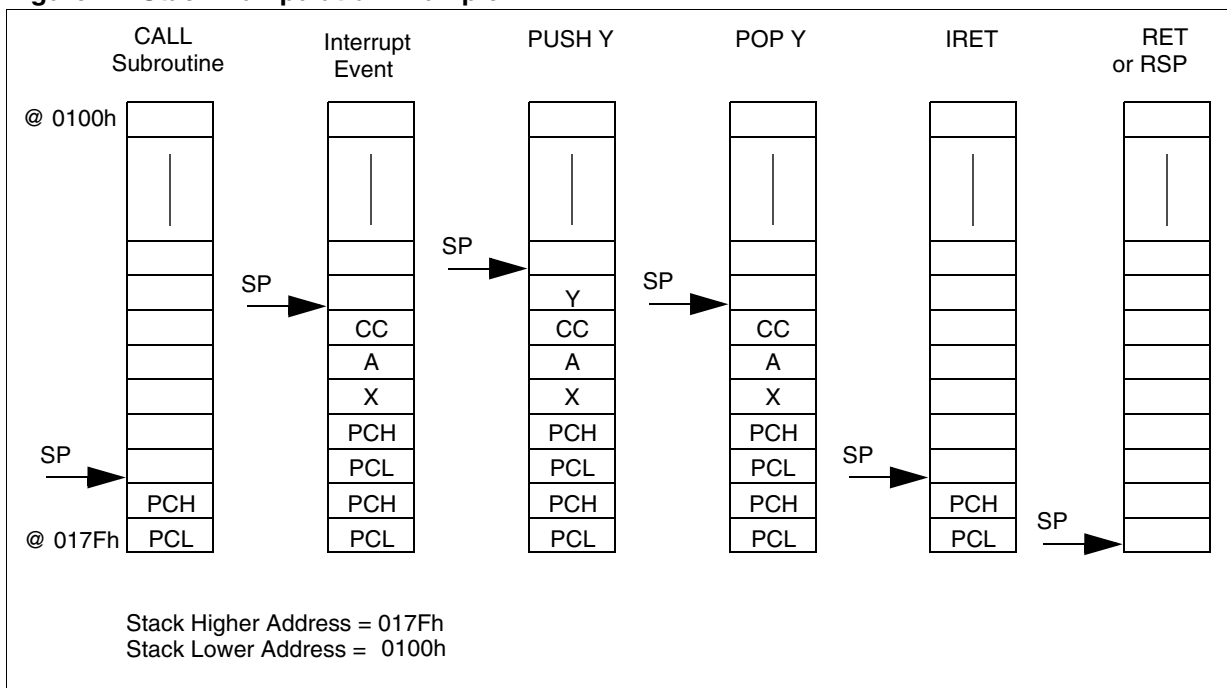 CALL
Subroutine
Interrupt
Event
PUSH Y
POP Y
IRET
RET
or RSP
@ 0100h
SP
PCH
@ 017Fh
PCL
SP
CC
A
X
PCH
PCL
PCH
PCL
SP
Y
CC
A
X
PCH
PCL
PCH
PCL
SP
CC
A
X
PCH
PCL
PCH
PCL
SP
PCH
PCL
SP
Stack Higher Address = 017Fh
Stack Lower Address = 0100h